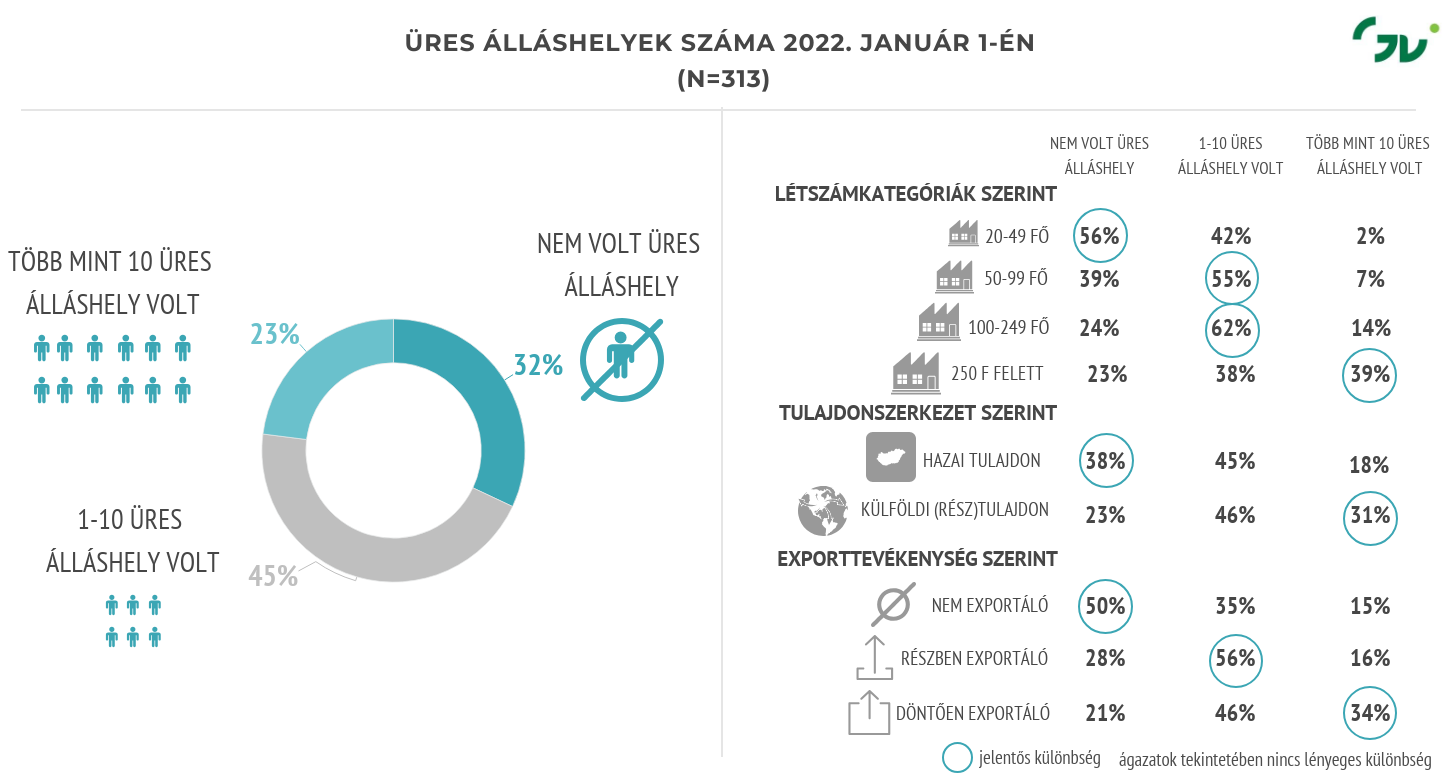 ÜRES ÁLLÁSHELYEK SZÁMA 2022. JANUÁR 1-ÉN
(N=313)
TÖBB MINT 10 ÜRES
ÁLLÁSHELY VOLT
23%
NEM VOLT ÜRES
ÁLLÁSHELY
32%
1-10 ÜRES
ÁLLÁSHELY VOLT
45%
NEM VOLT ÜRES
ÁLLÁSHELY
1-10 ÜRES
ÁLLÁSHELY VOLT
TÖBB MINT 10 ÜRES
ÁLLÁSHELY VOLT
LÉTSZÁMKATEGÓRIÁK SZERINT
20-49 FŐ 56% 42% 2%
50-99 FŐ 39% 55% 7%
100-249 FŐ 24% 62% 14%
250 F FELETT 23% 38% 39%
TULAJDONSZERKEZET SZERINT
HAZAI TULAJDON 38% 45% 18%
KÜLFÖLDI (RÉSZ)TULAJDON 23% 46% 31%
EXPORTTEVÉKENYSÉG SZERINT
NEM EXPORTÁLÓ 50% 35% 15%
RÉSZBEN EXPORTÁLÓ 28% 56% 16%
DÖNTŐEN EXPORTÁLÓ 21% 46% 34%
jelentős különbség ágazatok tekintetében nincs lényeges különbség